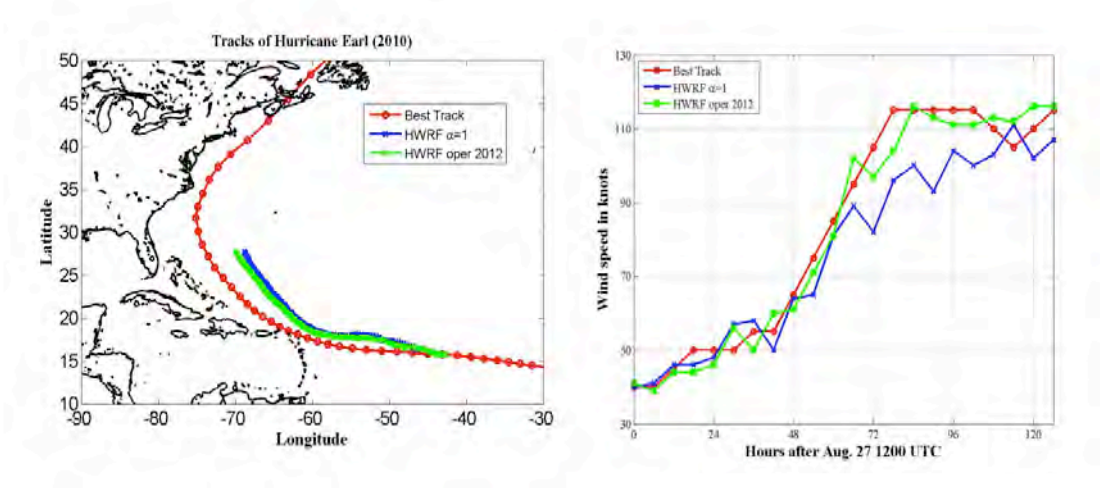 Tracks of Hurricane Earl (2010)
50
45
40
35
30
25
20
15
10
-90
-80
-70
-60
-50
-40
-30
Latitude
Longitude
Best Track
HWRF α=1
HWRF oper 2012
130
110
90
70
50
30
0
24
48
72
96
120
Wind speed in knots
Hours after Aug. 27 1200 UTC
Best Track
HWRF α=1
HWRF oper 2012